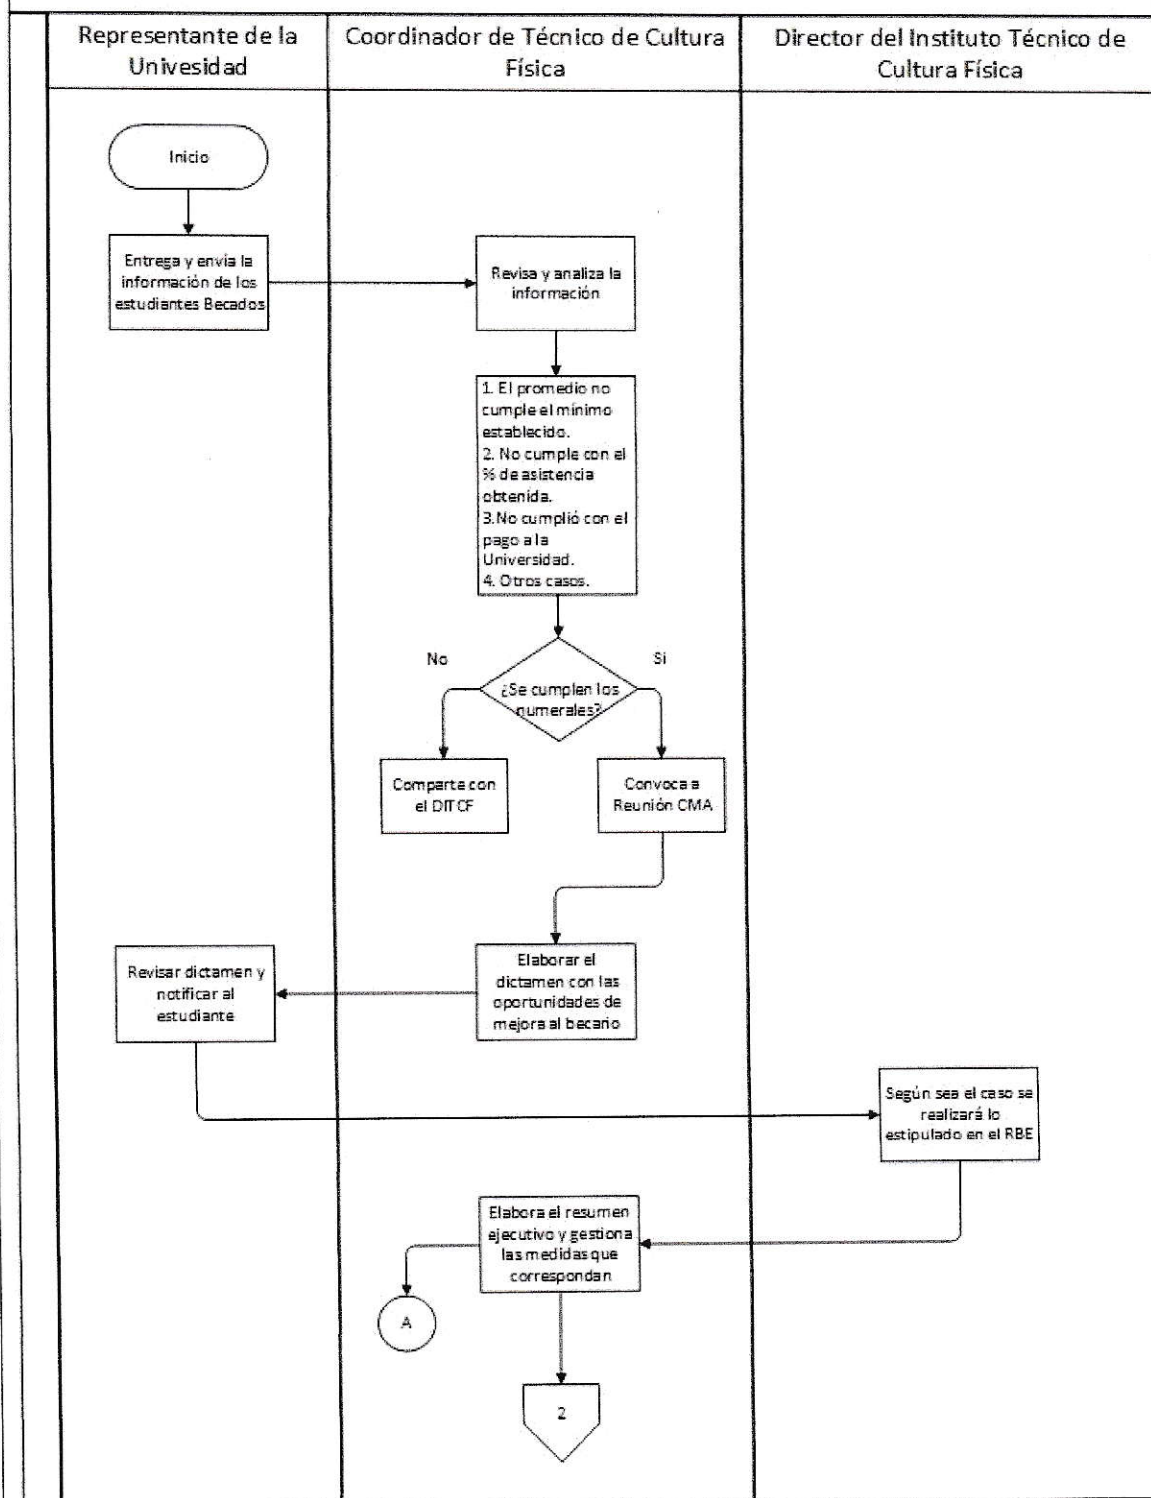 Representante de la
Univesidad
Coordinador de Técnico de Cultura
Física
Director del Instituto Técnico de
Cultura Física
Inicio
Entrega y envía la
información de los
estudiantes Becados
Revisa y analiza la
información
1. El promedio no
cumple el mínimo
establecido.
2. No cumple con el
% de asistencia
obtenida.
3.No cumplió con el
pago a la
Universidad.
4. Otros casos.
No
Si
¿Se cumplen los
numerales?
Comparte con
el DITCF
Convoca a
Reunión CMA
Revisar dictamen y
notificar al
estudiante
Elaborar el
dictamen con las
oportunidades de
mejora al becario
Según sea el caso se
realizará lo
estipulado en el RBE
Elabora el resumen
ejecutivo y gestiona
las medidas que
correspondan
A
2